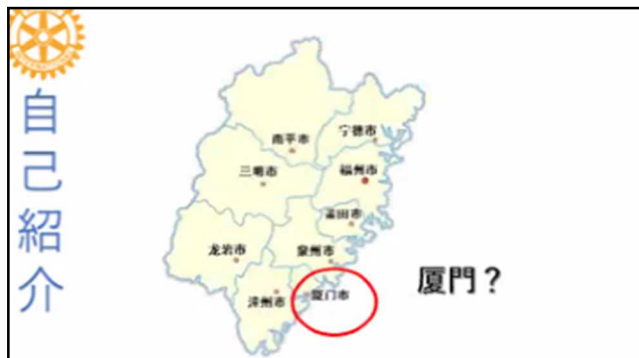 自己紹介
南平市
宁德市
三明市
福州市
莆田市
龙岩市
泉州市
漳州市
厦门市
厦門？